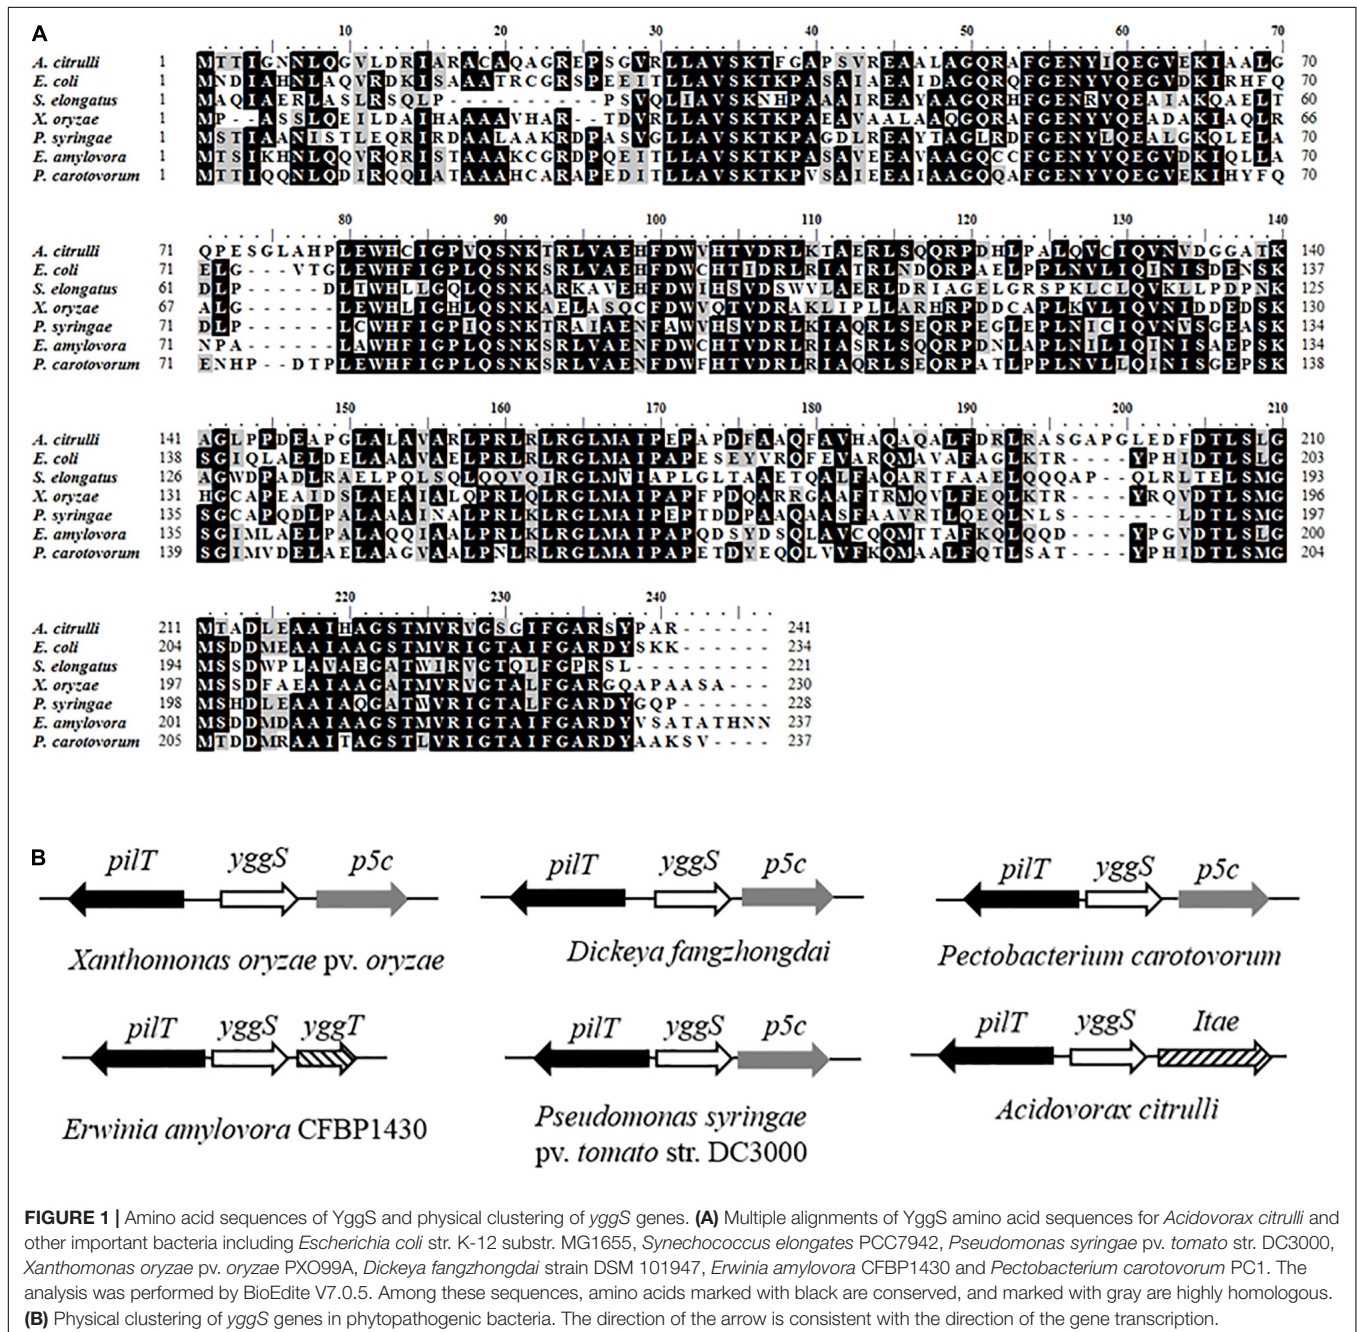 A
10 20 30 40 50 60 70
A. citrulli 1 MTTIGNNLQGVLDRIARACAQAGREPSGVRLLAVSKTFGAPSVREAALAGQRAFGENYIQEGVEKIAALG 70
E. coli 1 MNDIAHNLAQVRDKISAAATRCGRSPEEITLLAVSKTKPASAIAEAIDAGQRQFGENYVQEGVDKIRHFQ 70
S. elongatus 1 MAQIAERLASLRSQLP----------PSVQLIAVSKNHPAAAIREAYAAGQRHFGENRVQEAIAKQAELT 60
X. oryzae 1 MP--ASSLQEILDAIHAAAAVHAR--TDVRLLAVSKTKPAEAVAALAAQGQRAFGENYVQEADAKIAQLR 66
P. syringae 1 MSTIAANISTLEQRIRDAALAAKRDPASVGLLAVSKTKPAGDLREAYTAGLRDFGENYLQEALGKQLELA 70
E. amylovora 1 MTSIKHNLQQVRQRISTAAAKCGRDPQEITLLAVSKTKPASAVEEAVAAGQCCFGENYVQEGVDKIQLLA 70
P. carotovorum 1 MTTIQQNLQDIRQQIATAAAHCARAPEDITLLAVSKTKPVSAIEEAIAAGQQAFGENYVQEGVEKIHYFQ 70
80 90 100 110 120 130 140
A. citrulli 71 QPESGLAHPLEWHCIGPVQSNKTRLVAEHFDWVHTVDRLKTAERLSQQRPDHLPALQVCIQVNVDGGATK 140
E. coli 71 ELG---VTGLEWHFIGPLQSNKSRLVAEHFDWCHTIDRLRIATRLNDQRPAELPPLNVLIQINISDENSK 137
S. elongatus 61 DLP-----DLTWHLLGQLQSNKARKAVEHFDWIHSVDSWVLAERLDRIAGELGRSPKLCLQVKLLPDPNK 125
X. oryzae 67 ALG-----LEWHLIGHLQSNKAELASQCFDWVQTVDRAKLIPLLARHRPDDCAPLKVLIQVNIDDEDSK 130
P. syringae 71 DLP------LCWHFIGPIQSNKTRAIAENFAWVHSVDRLKIAQRLSEQRPEGLEPLNICIQVNVSGEASK 134
E. amylovora 71 NPA------LAWHFIGPLQSNKSRLVAENFDWCHTVDRLRIASRLSQQRPDNLAPLNILIQINISAEPSK 134
P. carotovorum 71 ENHP--DTPLEWHFIGPLQSNKSRLVAENFDWFHTVDRLRIAQRLSEQRPATLPPLNVLLQINISGEPSK 138
150 160 170 180 190 200 210
A. citrulli 141 AGLPPDEAPGLALAVARLPRLRLRGLMAIPEPAPDFAAQFAVHAQAQALFDRLRASGAPGLEDFDTLSLG 210
E. coli 138 SGIQLAELDELAAAVAELPRLRLRGLMAIPAPESEYVRQFEVARQMAVAFAGLKTR----YPHIDTLSLG 203
S. elongatus 126 AGWDPADLRAELPQLSQLQQVQIRGLMVIAPLGLTAAETQALFAQARTFAAELQQQAP--QLRLTELSMG 193
X. oryzae 131 HGCAPEAIDSLAEAIALQPRLQLRGLMAIPAPFPDQARRGAAFTRMQVLFEQLKTR----YRQVDTLSMG 196
P. syringae 135 SGCAPQDLPALAAAINALPRLKLRGLMAIPEPTDDPAAQAASFAAVRTLQEQLNLS-------LDTLSMG 197
E. amylovora 135 SGIMLAELPALAQQIAALPRLKLRGLMAIPAPQDSYDSQLAVCQQMTTAFKQLQQD----YPGVDTLSLG 200
P. carotovorum 139 SGIMVDELAELAAGVAALPNLRLRGLMAIPAPETDYEQQLVVFKQMAALFQTLSAT----YPHIDTLSMG 204
220 230 240
A. citrulli 211 MTADLEAAIHAGSTMVRVGSGIFGARSYPAR------ 241
E. coli 204 MSDDMEAAIAAGSTMVRIGTAIFGARDYSKK------ 234
S. elongatus 194 MSSDWPLAVAEGATWIRVGTQLFGPRSL--------- 221
X. oryzae 197 MSSDFAEAIAAGATMVRVGTALFGARGQAPAASA--- 230
P. syringae 198 MSHDLEAAIAQGATWVRIGTALFGARDYGQP------ 228
E. amylovora 201 MSDDMDAAIAAGSTMVRIGTAIFGARDYVSATATHNN 237
P. carotovorum 205 MTDDMRAAITAGSTLVRIGTAIFGARDYAAKSV---- 237
B
pilT yggS p5c pilT yggS p5c pilT yggS p5c
Xanthomonas oryzae pv. oryzae Dickeya fangzhongdai Pectobacterium carotovorum
pilT yggS yggT pilT yggS p5c pilT yggS Itae
Erwinia amylovora CFBP1430 Pseudomonas syringae pv. tomato str. DC3000 Acidovorax citrulli
FIGURE 1 | Amino acid sequences of YggS and physical clustering of yggS genes. (A) Multiple alignments of YggS amino acid sequences for Acidovorax citrulli and
other important bacteria including Escherichia coli str. K-12 substr. MG1655, Synechococcus elongates PCC7942, Pseudomonas syringae pv. tomato str. DC3000,
Xanthomonas oryzae pv. oryzae PXO99A, Dickeya fangzhongdai strain DSM 101947, Erwinia amylovora CFBP1430 and Pectobacterium carotovorum PC1. The
analysis was performed by BioEdite V7.0.5. Among these sequences, amino acids marked with black are conserved, and marked with gray are highly homologous.
(B) Physical clustering of yggS genes in phytopathogenic bacteria. The direction of the arrow is consistent with the direction of the gene transcription.